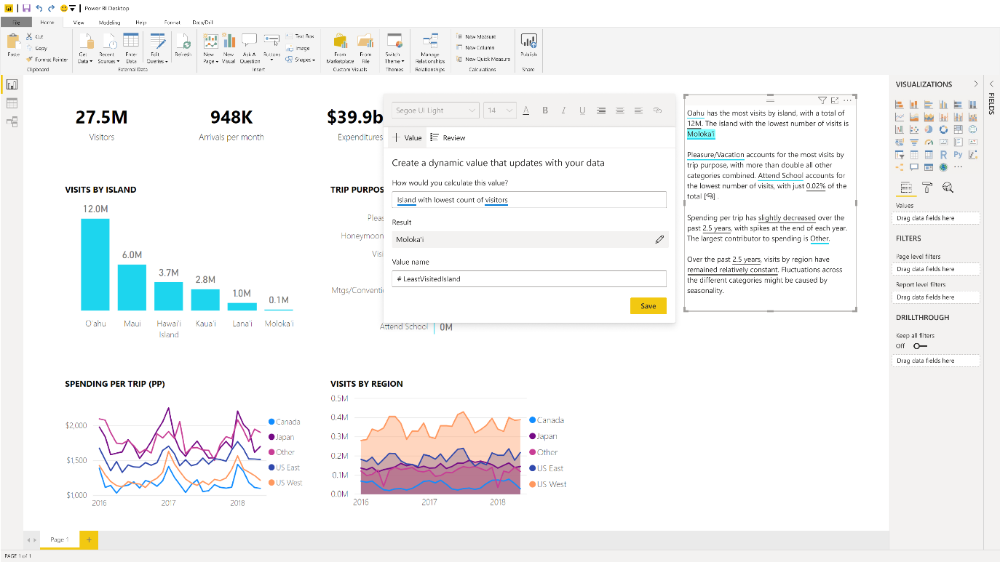 Power BI Desktop
File Home View Modeling Help Format Data/Drill
Paste
Cut
Copy
Format Painter
Clipboard
Get Data
Recent Sources
Enter Data
Edit Queries
Refresh
External Data
New Page
New Visual
Ask A Question
Buttons
Text Box
Image
Shapes
Insert
From Marketplace
From File
Custom Visuals
Switch Theme
Themes
Manage Relationships
Relationships
New Measure
New Column
New Quick Measure
Calculations
Publish
Share
27.5M
Visitors
948K
Arrivals per month
$39.9b
Expenditures
VISITS BY ISLAND
12.0M
6.0M
3.7M
2.8M
1.0M
0.1M
O'ahu
Maui
Hawai'i Island
Kaua'i
Lana'i
Moloka'i
TRIP PURPOS
Pleas
Honeymoon
Visi
Mtgs/Conventi
Attend School 0M
Segoe UI Light 14 A B I U
Value Review
Create a dynamic value that updates with your data
How would you calculate this value?
Island with lowest count of visitors
Result
Moloka'i
Value name
# LeastVisitedIsland
Save
Oahu has the most visits by island, with a total of
12M. The island with the lowest number of visits is
Moloka'i
Pleasure/Vacation accounts for the most visits by
trip purpose, with more than double all other
categories combined. Attend School accounts for
the lowest number of visits, with just 0.02% of the
total [ ] .
Spending per trip has slightly decreased over the
past 2.5 years, with spikes at the end of each year.
The largest contributor to spending is Other.
Over the past 2.5 years, visits by region have
remained relatively constant. Fluctuations across
the different categories might be caused by
seasonality.
SPENDING PER TRIP (PP)
$2,000
$1,500
$1,000
2016 2017 2018
Canada
Japan
Other
US East
US West
VISITS BY REGION
0.5M
0.4M
0.3M
0.2M
0.1M
0.0M
2016 2017 2018
Canada
Japan
Other
US East
US West
VISUALIZATIONS
R Py
Values
Drag data fields here
FILTERS
Page level filters
Drag data fields here
Report level filters
Drag data fields here
DRILLTHROUGH
Keep all filters
Off
Drag data fields here
FIELDS
Page 1 +
PAGE 1 of 1